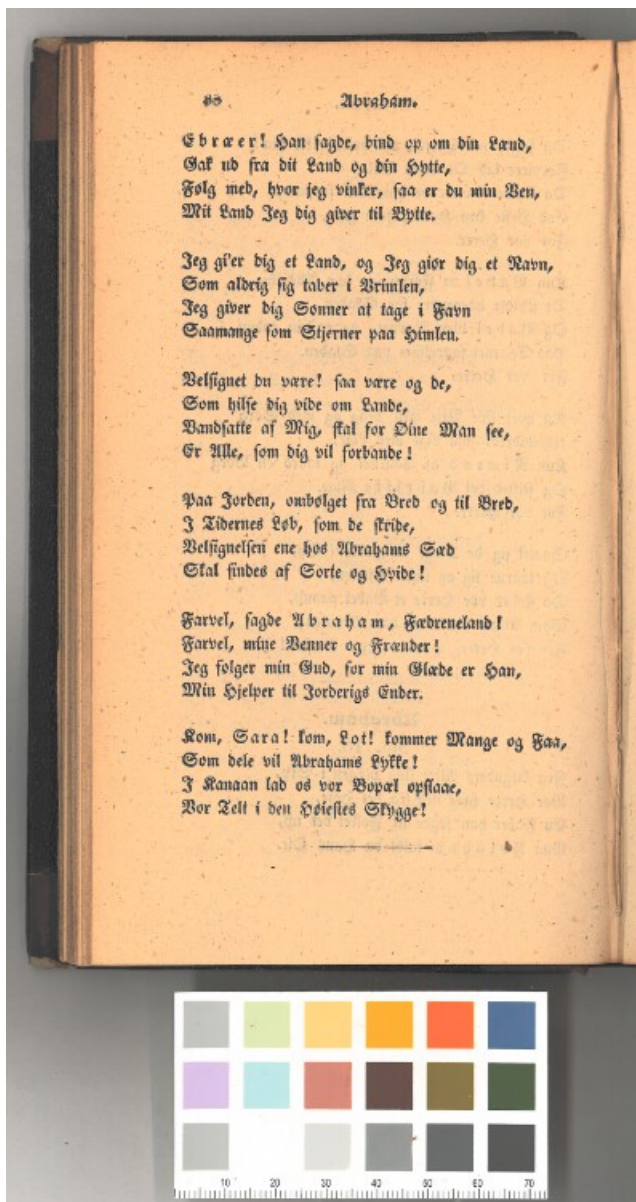 Abraham.
Ebræer! Han sagde, bind op om din Lænd,
Gak ud fra dit Land og din Hytte,
Følg med, hvor jeg vinker, saa er du min Ven,
Mit Land Jeg dig giver til Bytte.
Jeg gi'er dig et Land, og Jeg giør dig et Navn,
Som aldrig sig taber i Vrimlen,
Jeg giver dig Sønner at tage i Favn
Saamange som Stjerner paa Himlen.
Velsignet du være! saa være og de,
Som hilse dig vide om Lande,
Bandsatte af Mig, skal for Øine Man see,
Er Alle, som dig vil forbande!
Paa Jorden, ombølget fra Bred og til Bred,
I Tidernes Løb, som de skride,
Velsignelsen ene hos Abrahams Sæd
Skal findes af Sorte og Hvide!
Farvel, sagde Abraham, Fædreneland!
Farvel, mine Venner og Frænder!
Jeg følger min Gud, for min Glæde er Han,
Min Hjelper til Jorderigs Ender.
Kom, Sara! kom, Lot! kommer Mange og Faa,
Som dele vil Abrahams Lykke!
I Kanaan lad os vor Bopæl opslaae,
Vor Telt i den Høiestes Skygge!
10 20 30 40 50 60 70